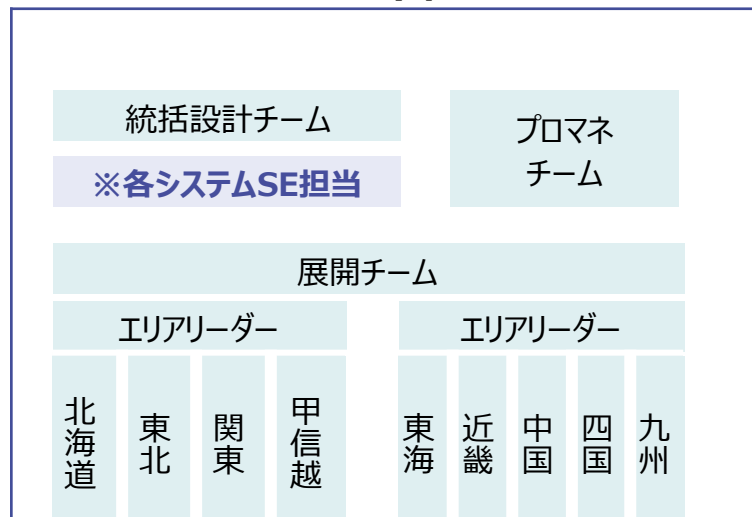 統括設計チーム
※各システムSE担当
プロマネ
チーム
展開チーム
エリアリーダー
エリアリーダー
北海道
東北
関東
甲信越
東海
近畿
中国
四国
九州